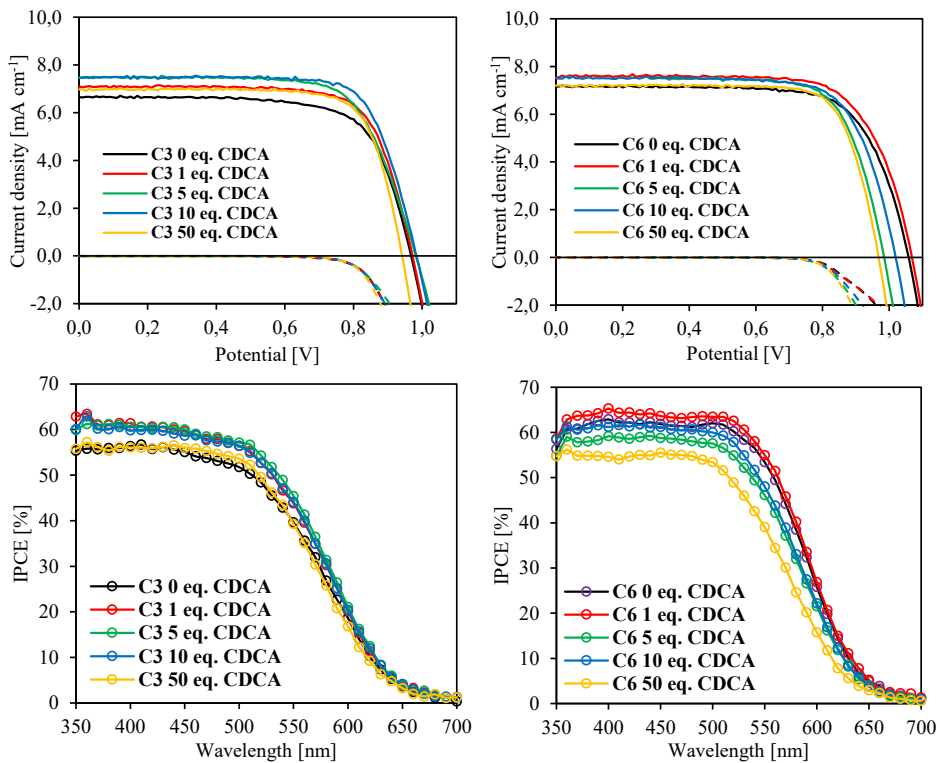 10,0
8,0
6,0
4,0
2,0
0,0
-2,0
Current density [mA cm-1]
C3 0 eq. CDCA
C3 1 eq. CDCA
C3 5 eq. CDCA
C3 10 eq. CDCA
C3 50 eq. CDCA
0,0 0,2 0,4 0,6 0,8 1,0
Potential [V]
10,0
8,0
6,0
4,0
2,0
0,0
-2,0
Current density [mA cm-1]
C6 0 eq. CDCA
C6 1 eq. CDCA
C6 5 eq. CDCA
C6 10 eq. CDCA
C6 50 eq. CDCA
0,0 0,2 0,4 0,6 0,8 1,0
Potential [V]
70
60
50
40
30
20
10
0
IPCE [%]
C3 0 eq. CDCA
C3 1 eq. CDCA
C3 5 eq. CDCA
C3 10 eq. CDCA
C3 50 eq. CDCA
350 400 450 500 550 600 650 700
Wavelength [nm]
70
60
50
40
30
20
10
0
IPCE [%]
C6 0 eq. CDCA
C6 1 eq. CDCA
C6 5 eq. CDCA
C6 10 eq. CDCA
C6 50 eq. CDCA
350 400 450 500 550 600 650 700
Wavelength [nm]